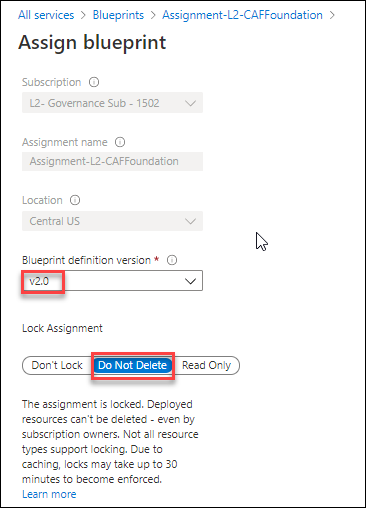 All services > Blueprints > Assignment-L2-CAFFoundation >
Assign blueprint
Subscription
L2- Governance Sub - 1502
Assignment name
Assignment-L2-CAFFoundation
Location
Central US
Blueprint definition version *
v2.0
Lock Assignment
Don't Lock Do Not Delete Read Only
The assignment is locked. Deployed
resources can't be deleted - even by
subscription owners. Not all resource
types support locking. Due to
caching, locks may take up to 30
minutes to become enforced.
Learn more